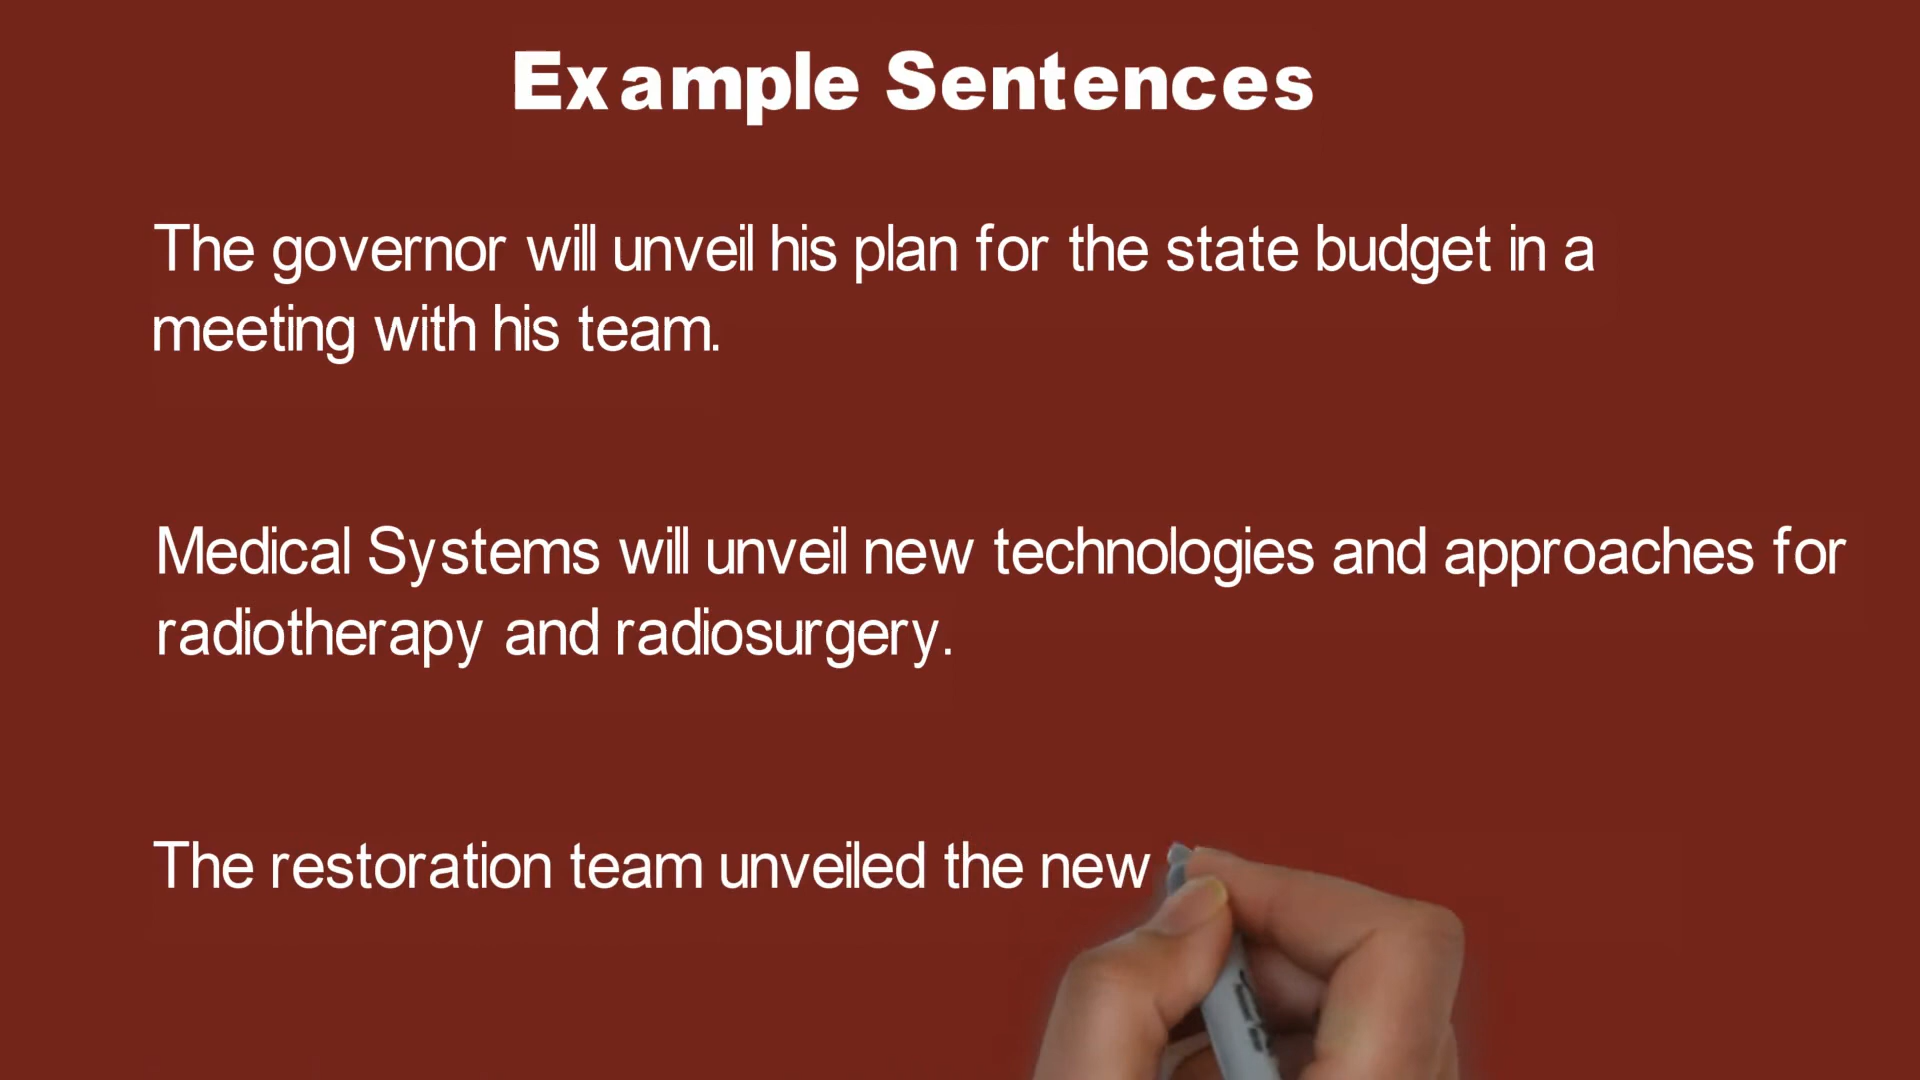 Example Sentences
The governor will unveil his plan for the state budget in a
meeting with his team.
Medical Systems will unveil new technologies and approaches for
radiotherapy and radiosurgery.
The restoration team unveiled the new